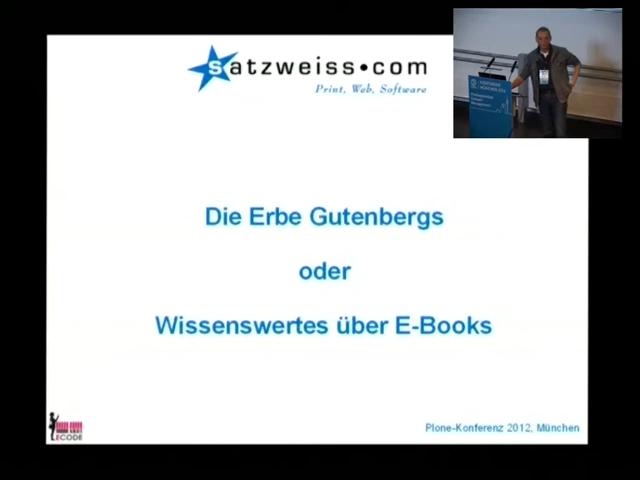 satzweiss•com
Print, Web, Software
Die Erbe Gutenbergs
oder
Wissenswertes über E-Books
ECODE
Plone-Konferenz 2012, München